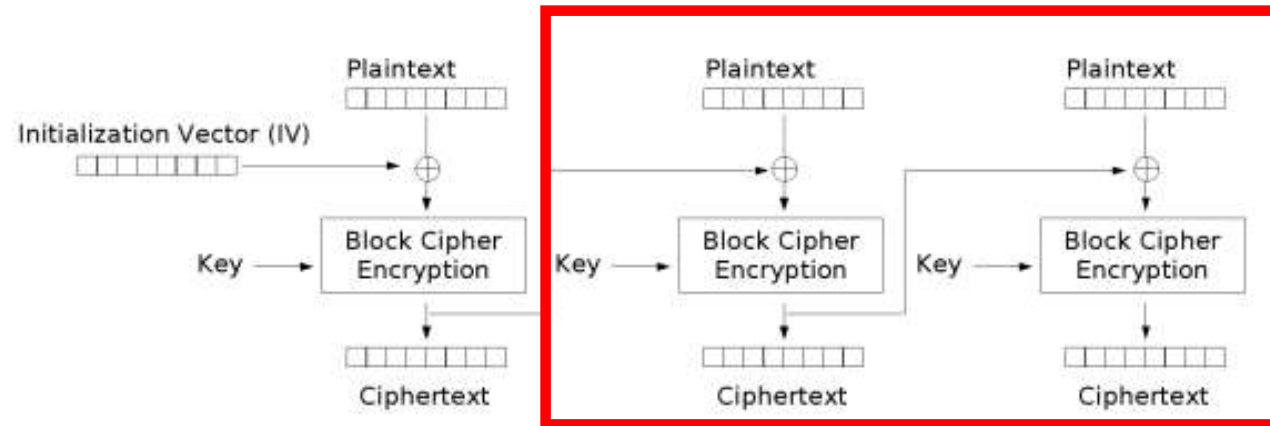 Plaintext
Plaintext
Plaintext
Initialization Vector (IV)
Key
Block Cipher
Encryption
Key
Block Cipher
Encryption
Key
Block Cipher
Encryption
Ciphertext
Ciphertext
Ciphertext